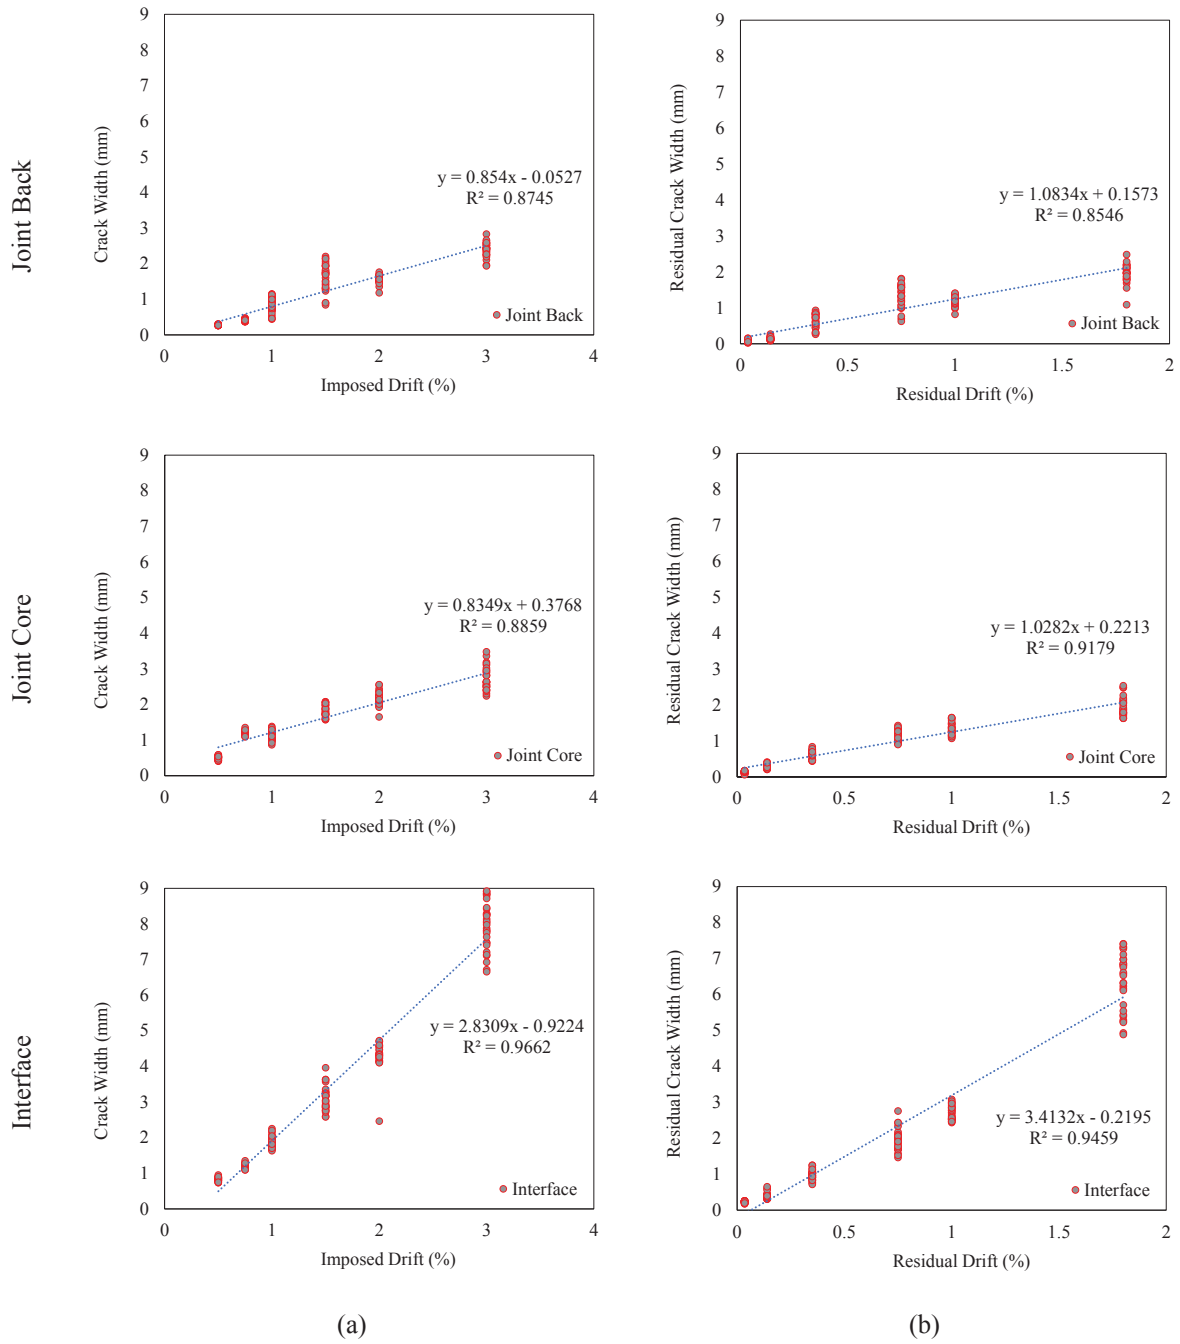 Joint Back
9
8
7
6
5
4
3
2
1
0
0
1
2
3
4
Crack Width (mm)
Imposed Drift (%)
y = 0.854x - 0.0527
R² = 0.8745
Joint Back
9
8
7
6
5
4
3
2
1
0
0
0.5
1
1.5
2
Residual Crack Width (mm)
Residual Drift (%)
y = 1.0834x + 0.1573
R² = 0.8546
Joint Back
Joint Core
9
8
7
6
5
4
3
2
1
0
0
1
2
3
4
Crack Width (mm)
Imposed Drift (%)
y = 0.8349x + 0.3768
R² = 0.8859
Joint Core
9
8
7
6
5
4
3
2
1
0
0
0.5
1
1.5
2
Residual Crack Width (mm)
Residual Drift (%)
y = 1.0282x + 0.2213
R² = 0.9179
Joint Core
Interface
9
8
7
6
5
4
3
2
1
0
0
1
2
3
4
Crack Width (mm)
Imposed Drift (%)
y = 2.8309x - 0.9224
R² = 0.9662
Interface
9
8
7
6
5
4
3
2
1
0
0
0.5
1
1.5
2
Residual Crack Width (mm)
Residual Drift (%)
y = 3.4132x - 0.2195
R² = 0.9459
Interface
(a)
(b)